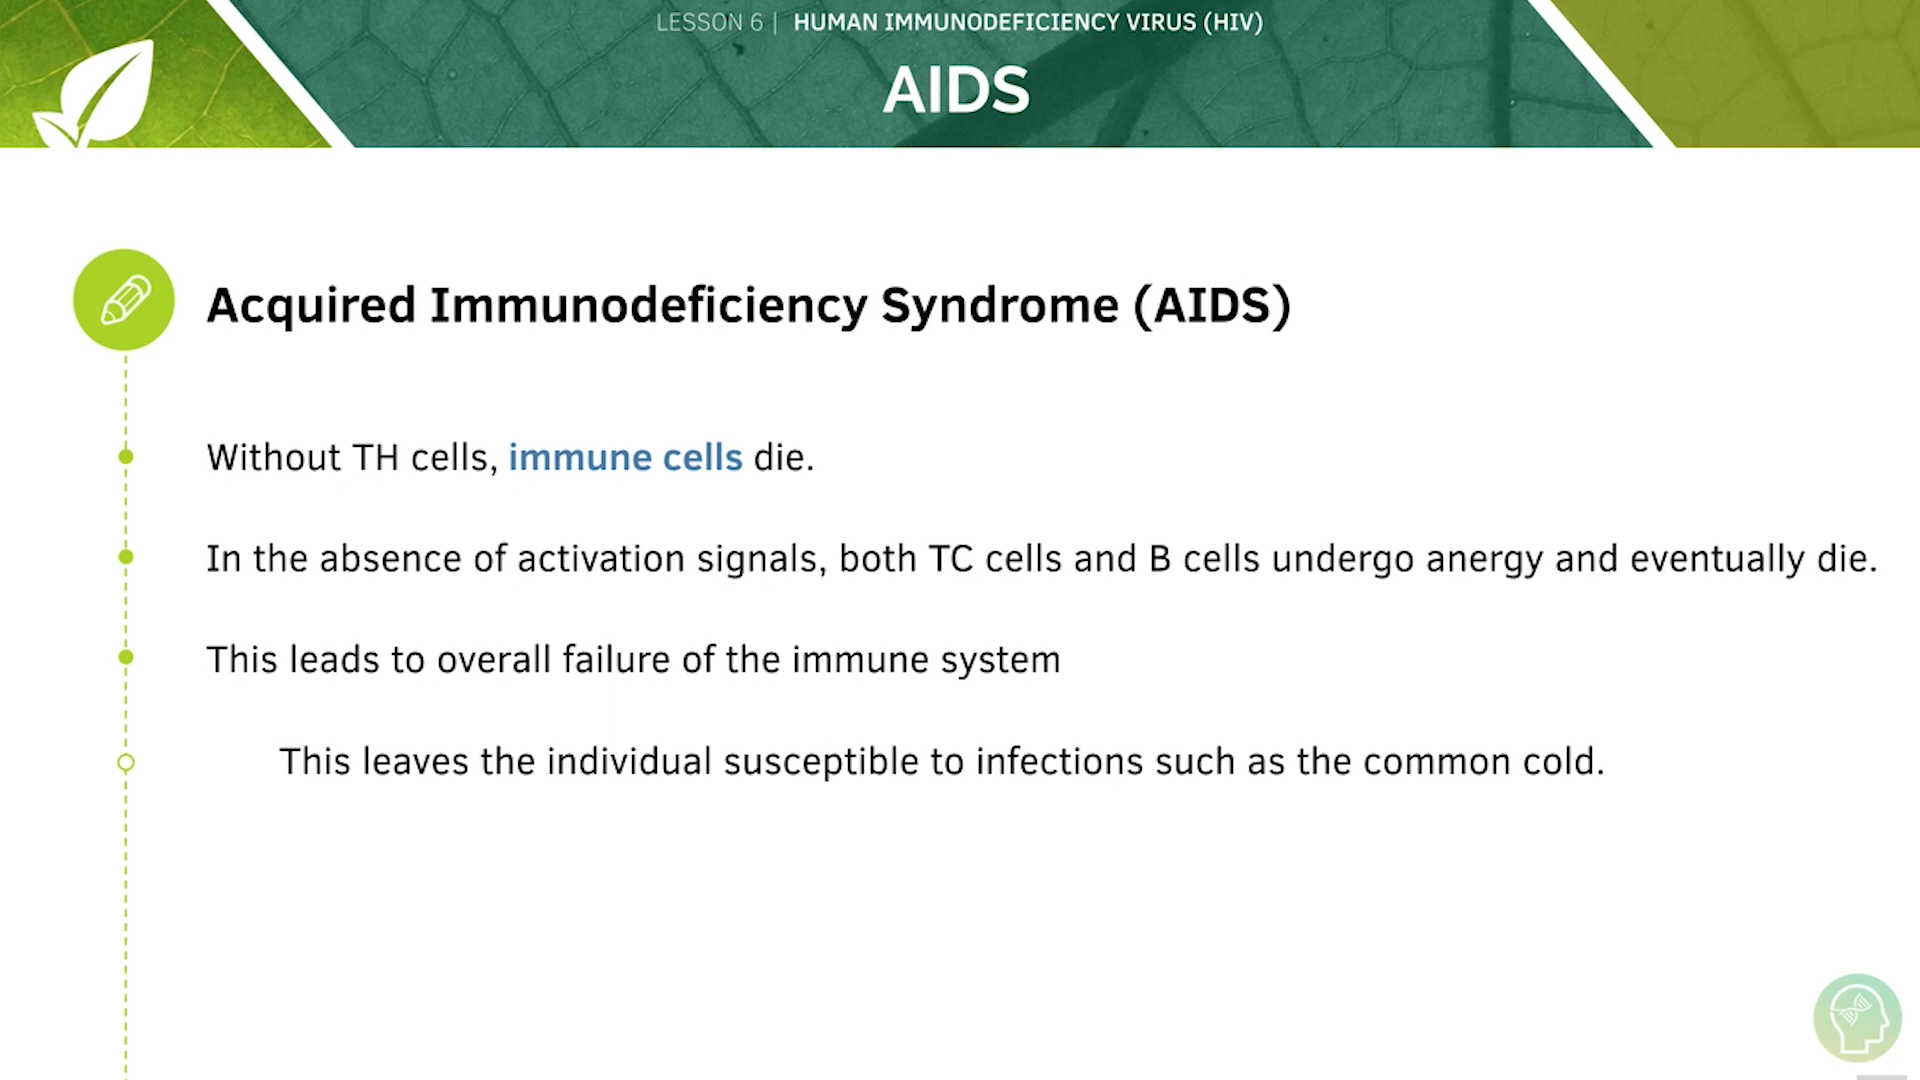 LESSON 6 | HUMAN IMMUNODEFICIENCY VIRUS (HIV)
AIDS
Acquired Immunodeficiency Syndrome (AIDS)
Without TH cells, immune cells die.
In the absence of activation signals, both TC cells and B cells undergo anergy and eventually die.
This leads to overall failure of the immune system
This leaves the individual susceptible to infections such as the common cold.